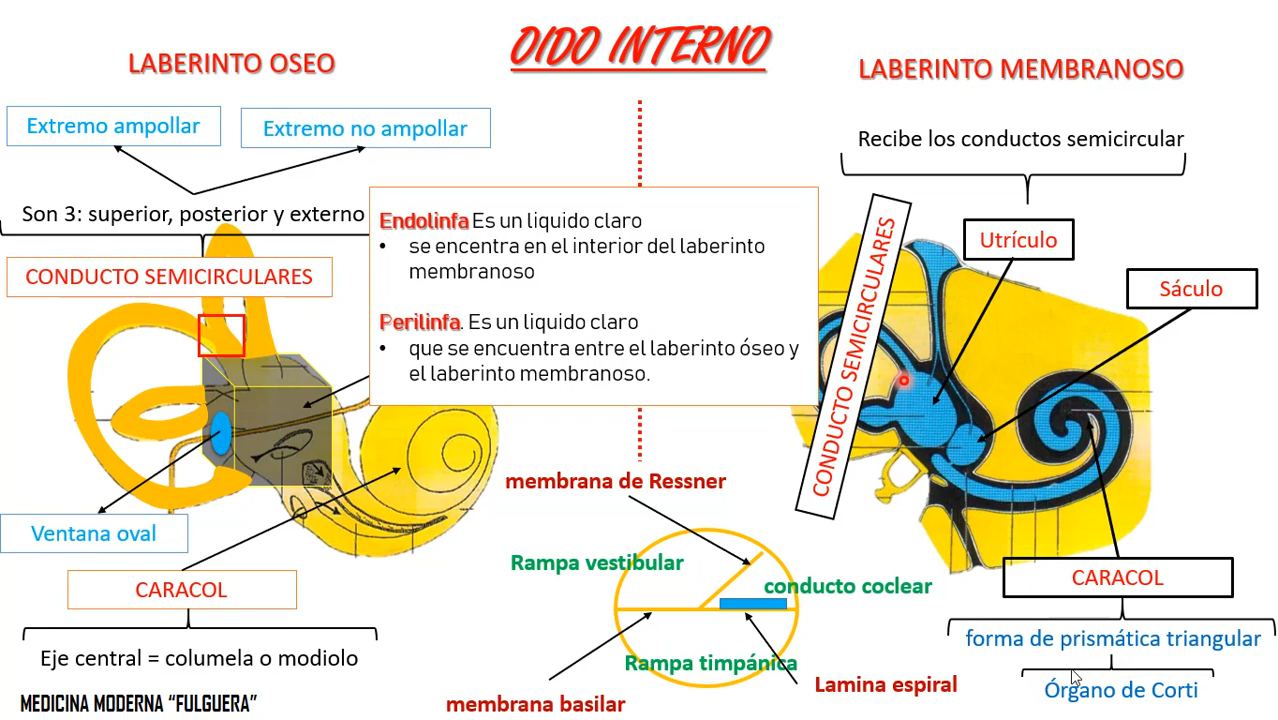 OIDO INTERNO
LABERINTO OSEO
LABERINTO MEMBRANOSO
Extremo ampollar
Extremo no ampollar
Son 3: superior, posterior y externo
CONDUCTO SEMICIRCULARES
Ventana oval
CARACOL
Eje central = columela o modiolo
MEDICINA MODERNA “FULGUERA”
Endolinfa Es un liquido claro
• se encentra en el interior del laberinto
membranoso
Perilinfa. Es un liquido claro
• que se encuentra entre el laberinto óseo y
el laberinto membranoso.
membrana de Ressner
Rampa vestibular
conducto coclear
Rampa timpánica
membrana basilar
Lamina espiral
Recibe los conductos semicircular
CONDUCTO SEMICIRCULARES
Utrículo
Sáculo
CARACOL
forma de prismática triangular
Órgano de Corti